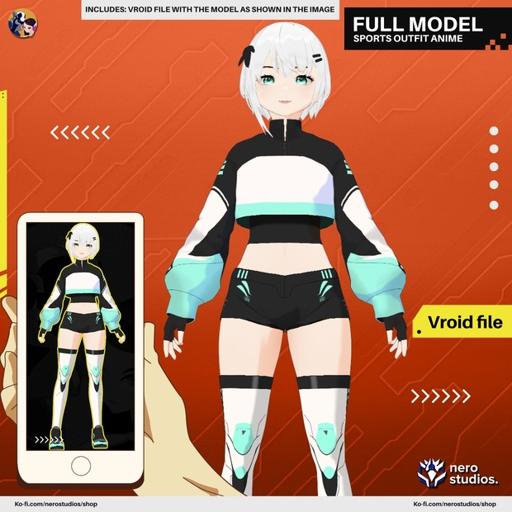 INCLUDES: VROID FILE WITH THE MODEL AS SHOWN IN THE IMAGE
FULL MODEL
SPORTS OUTFIT ANIME
Vroid file
nero
studios.
Ko-fi.com/nerostudios/shop
Ko-fi.com/nerostudios/shop